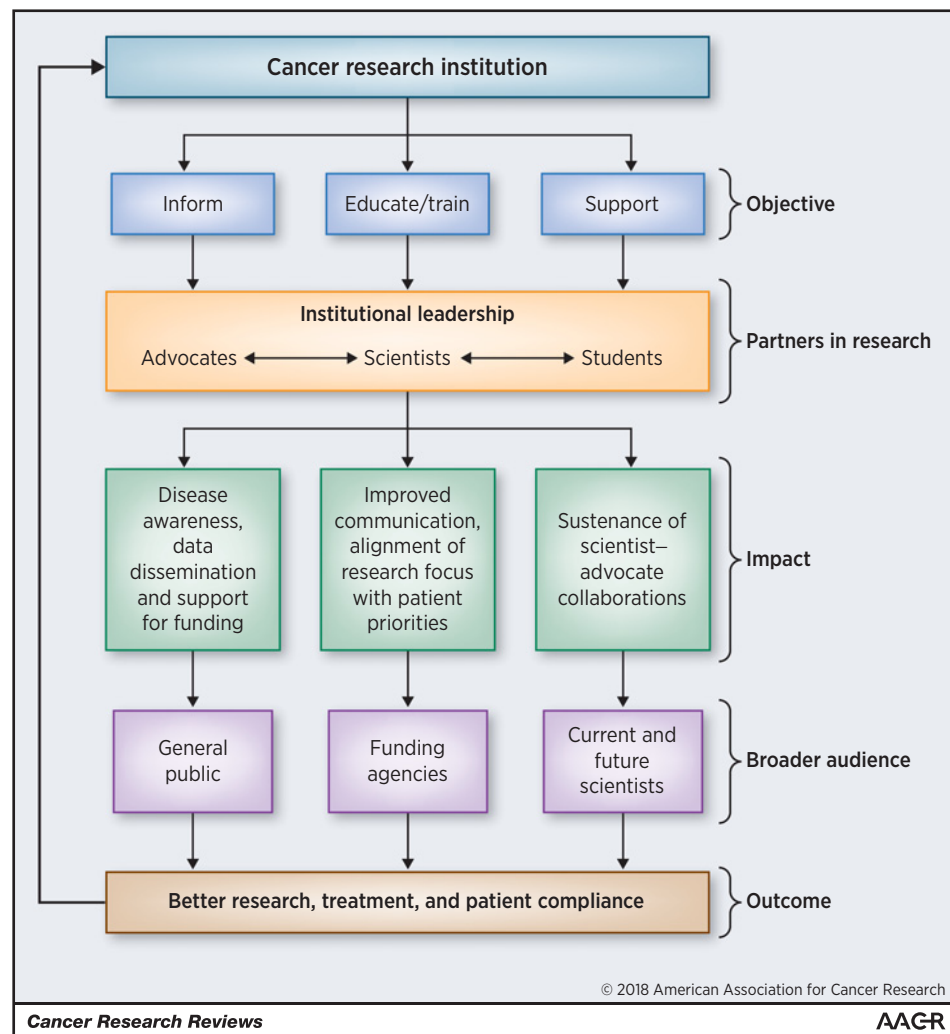 Cancer research institution
Inform
Educate/train
Support
Objective
Institutional leadership
Advocates
Scientists
Students
Partners in research
Disease
awareness,
data
dissemination
and support
for funding
Improved
communication,
alignment of
research focus
with patient
priorities
Sustenance of
scientist–
advocate
collaborations
Impact
General
public
Funding
agencies
Current and
future
scientists
Broader audience
Better research, treatment, and patient compliance
Outcome
© 2018 American Association for Cancer Research
Cancer Research Reviews
AACR